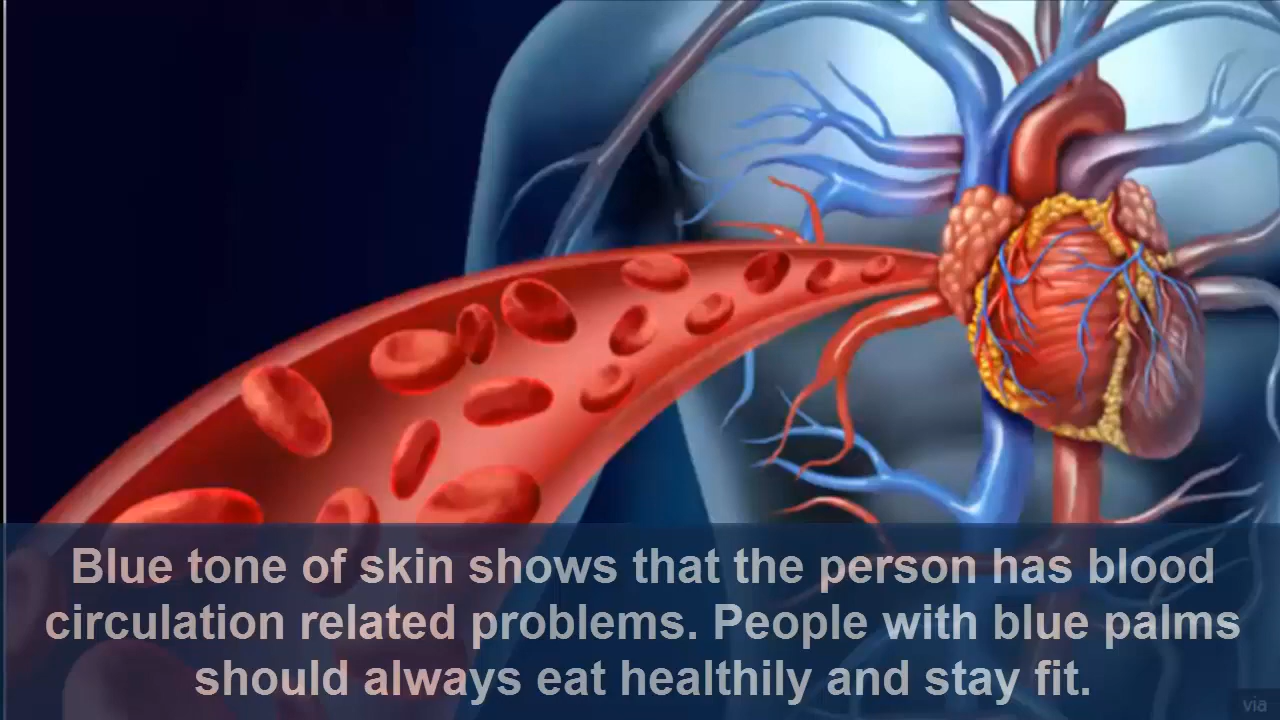 Blue tone of skin shows that the person has blood
circulation related problems. People with blue palms
should always eat healthily and stay fit.
via